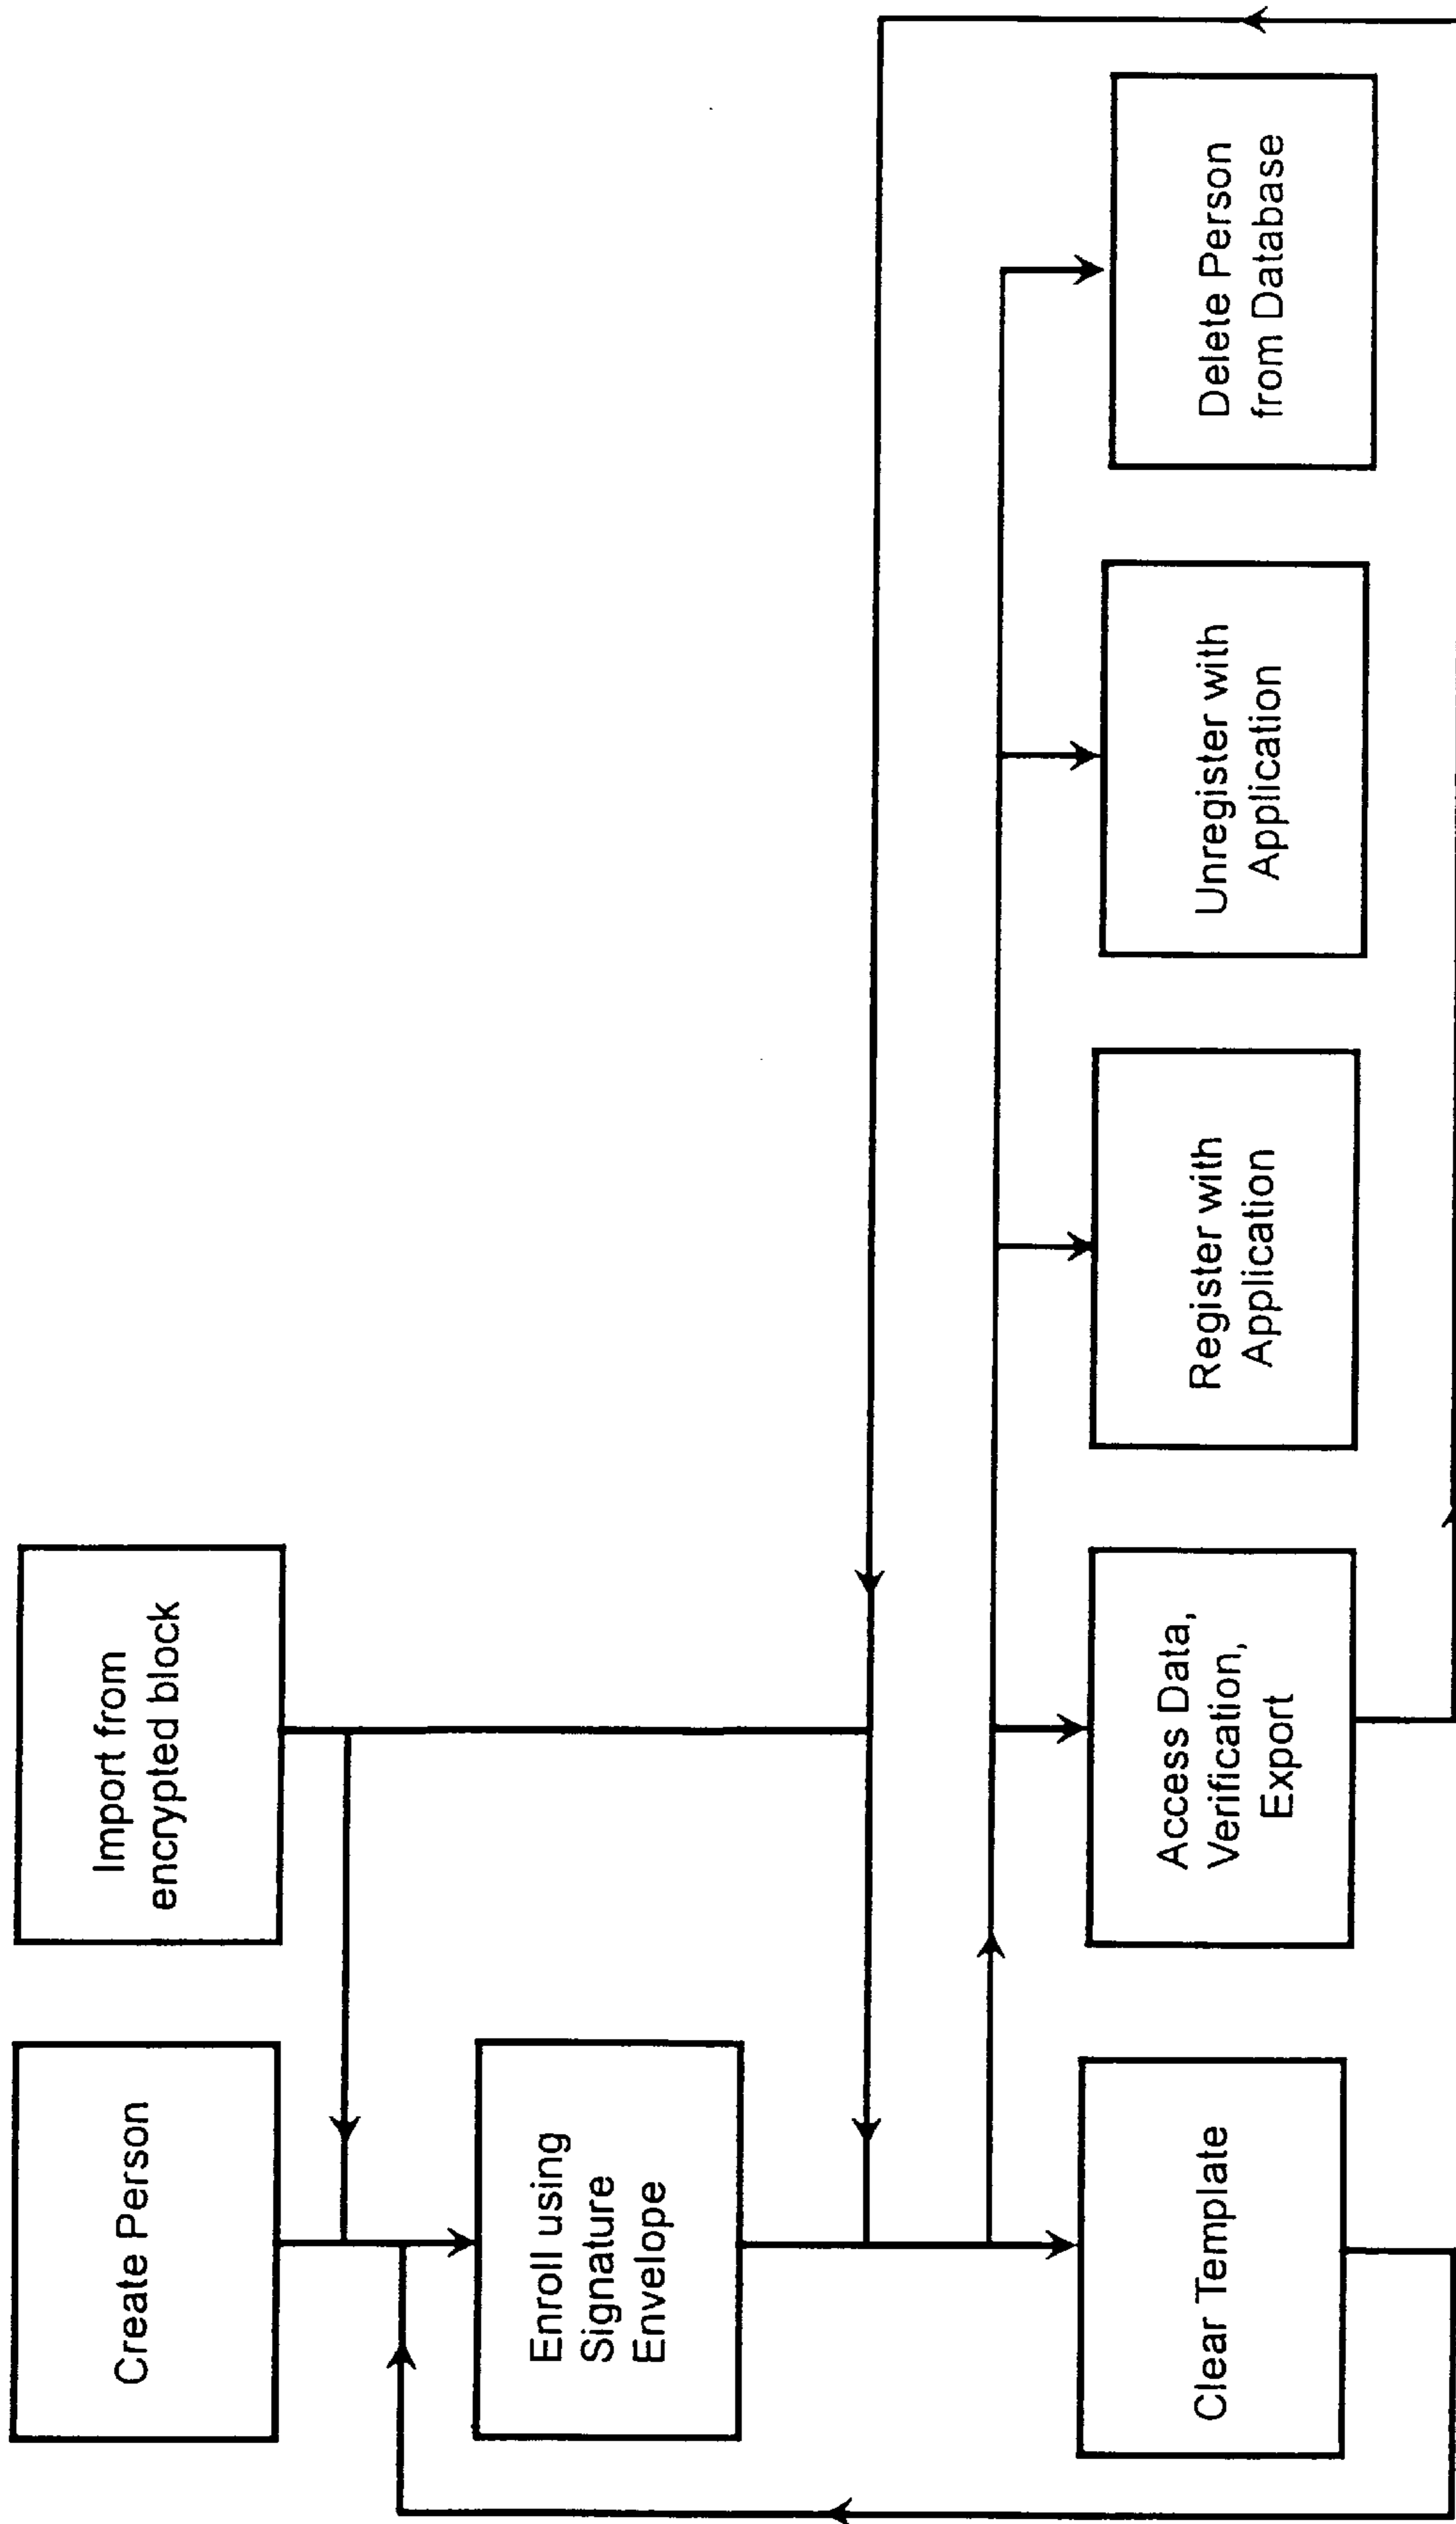 Create Person
Import from
encrypted block
Enroll using
Signature
Envelope
Clear Template
Access Data,
Verification,
Export
Register with
Application
Unregister with
Application
Delete Person
from Database